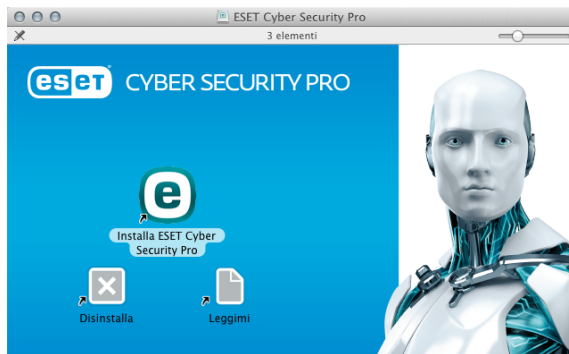 ESET Cyber Security Pro
3 elementi
eset CYBER SECURITY PRO
e
Installa ESET Cyber
Security Pro
Disinstalla
Leggimi